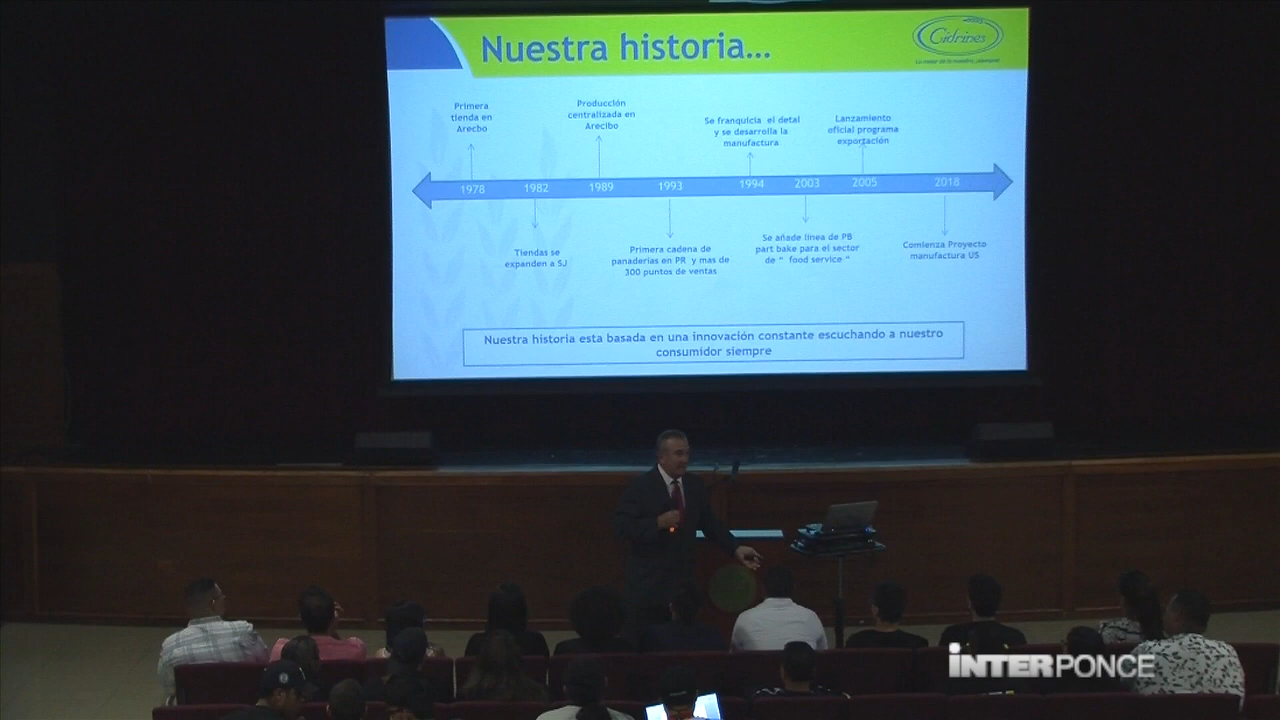 Nuestra historia...
Cidrines
Primera
tienda en
Arecbo
Producción
centralizada en
Arecibo
Se franquicia el detal
y se desarrolla la
manufactura
Lanzamiento
oficial programa
exportación
1978
1982
1989
1993
1994
2003
2005
2018
Tiendas se
expanden a SJ
Primera cadena de
panaderias en PR y mas de
300 puntos de ventas
Se añade linea de PB
part bake para el sector
de " food service "
Comienza Proyecto
manufactura US
Nuestra historia esta basada en una innovación constante escuchando a nuestro
consumidor siempre
INTERPONCE